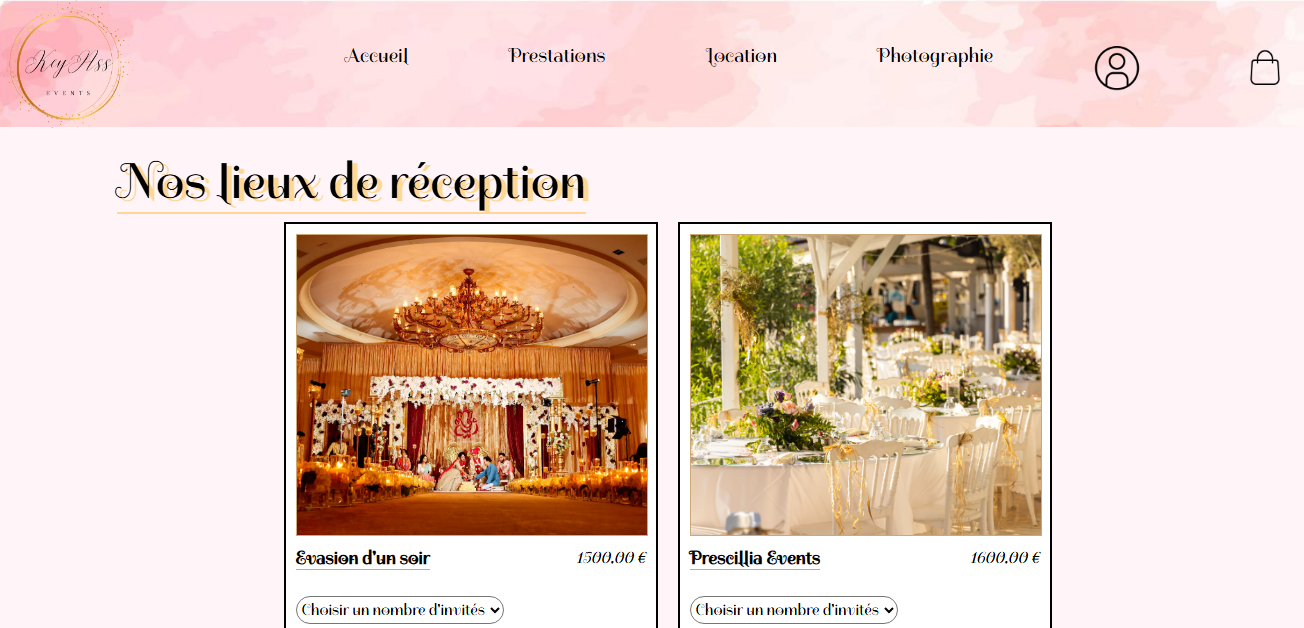 Key Ass
EVENTS
Accueil
Prestations
Location
Photographie
Nos lieux de réception
Evasion d'un soir
1500,00 €
Prescillia Events
1600,00 €
Choisir un nombre d'invités
Choisir un nombre d'invités